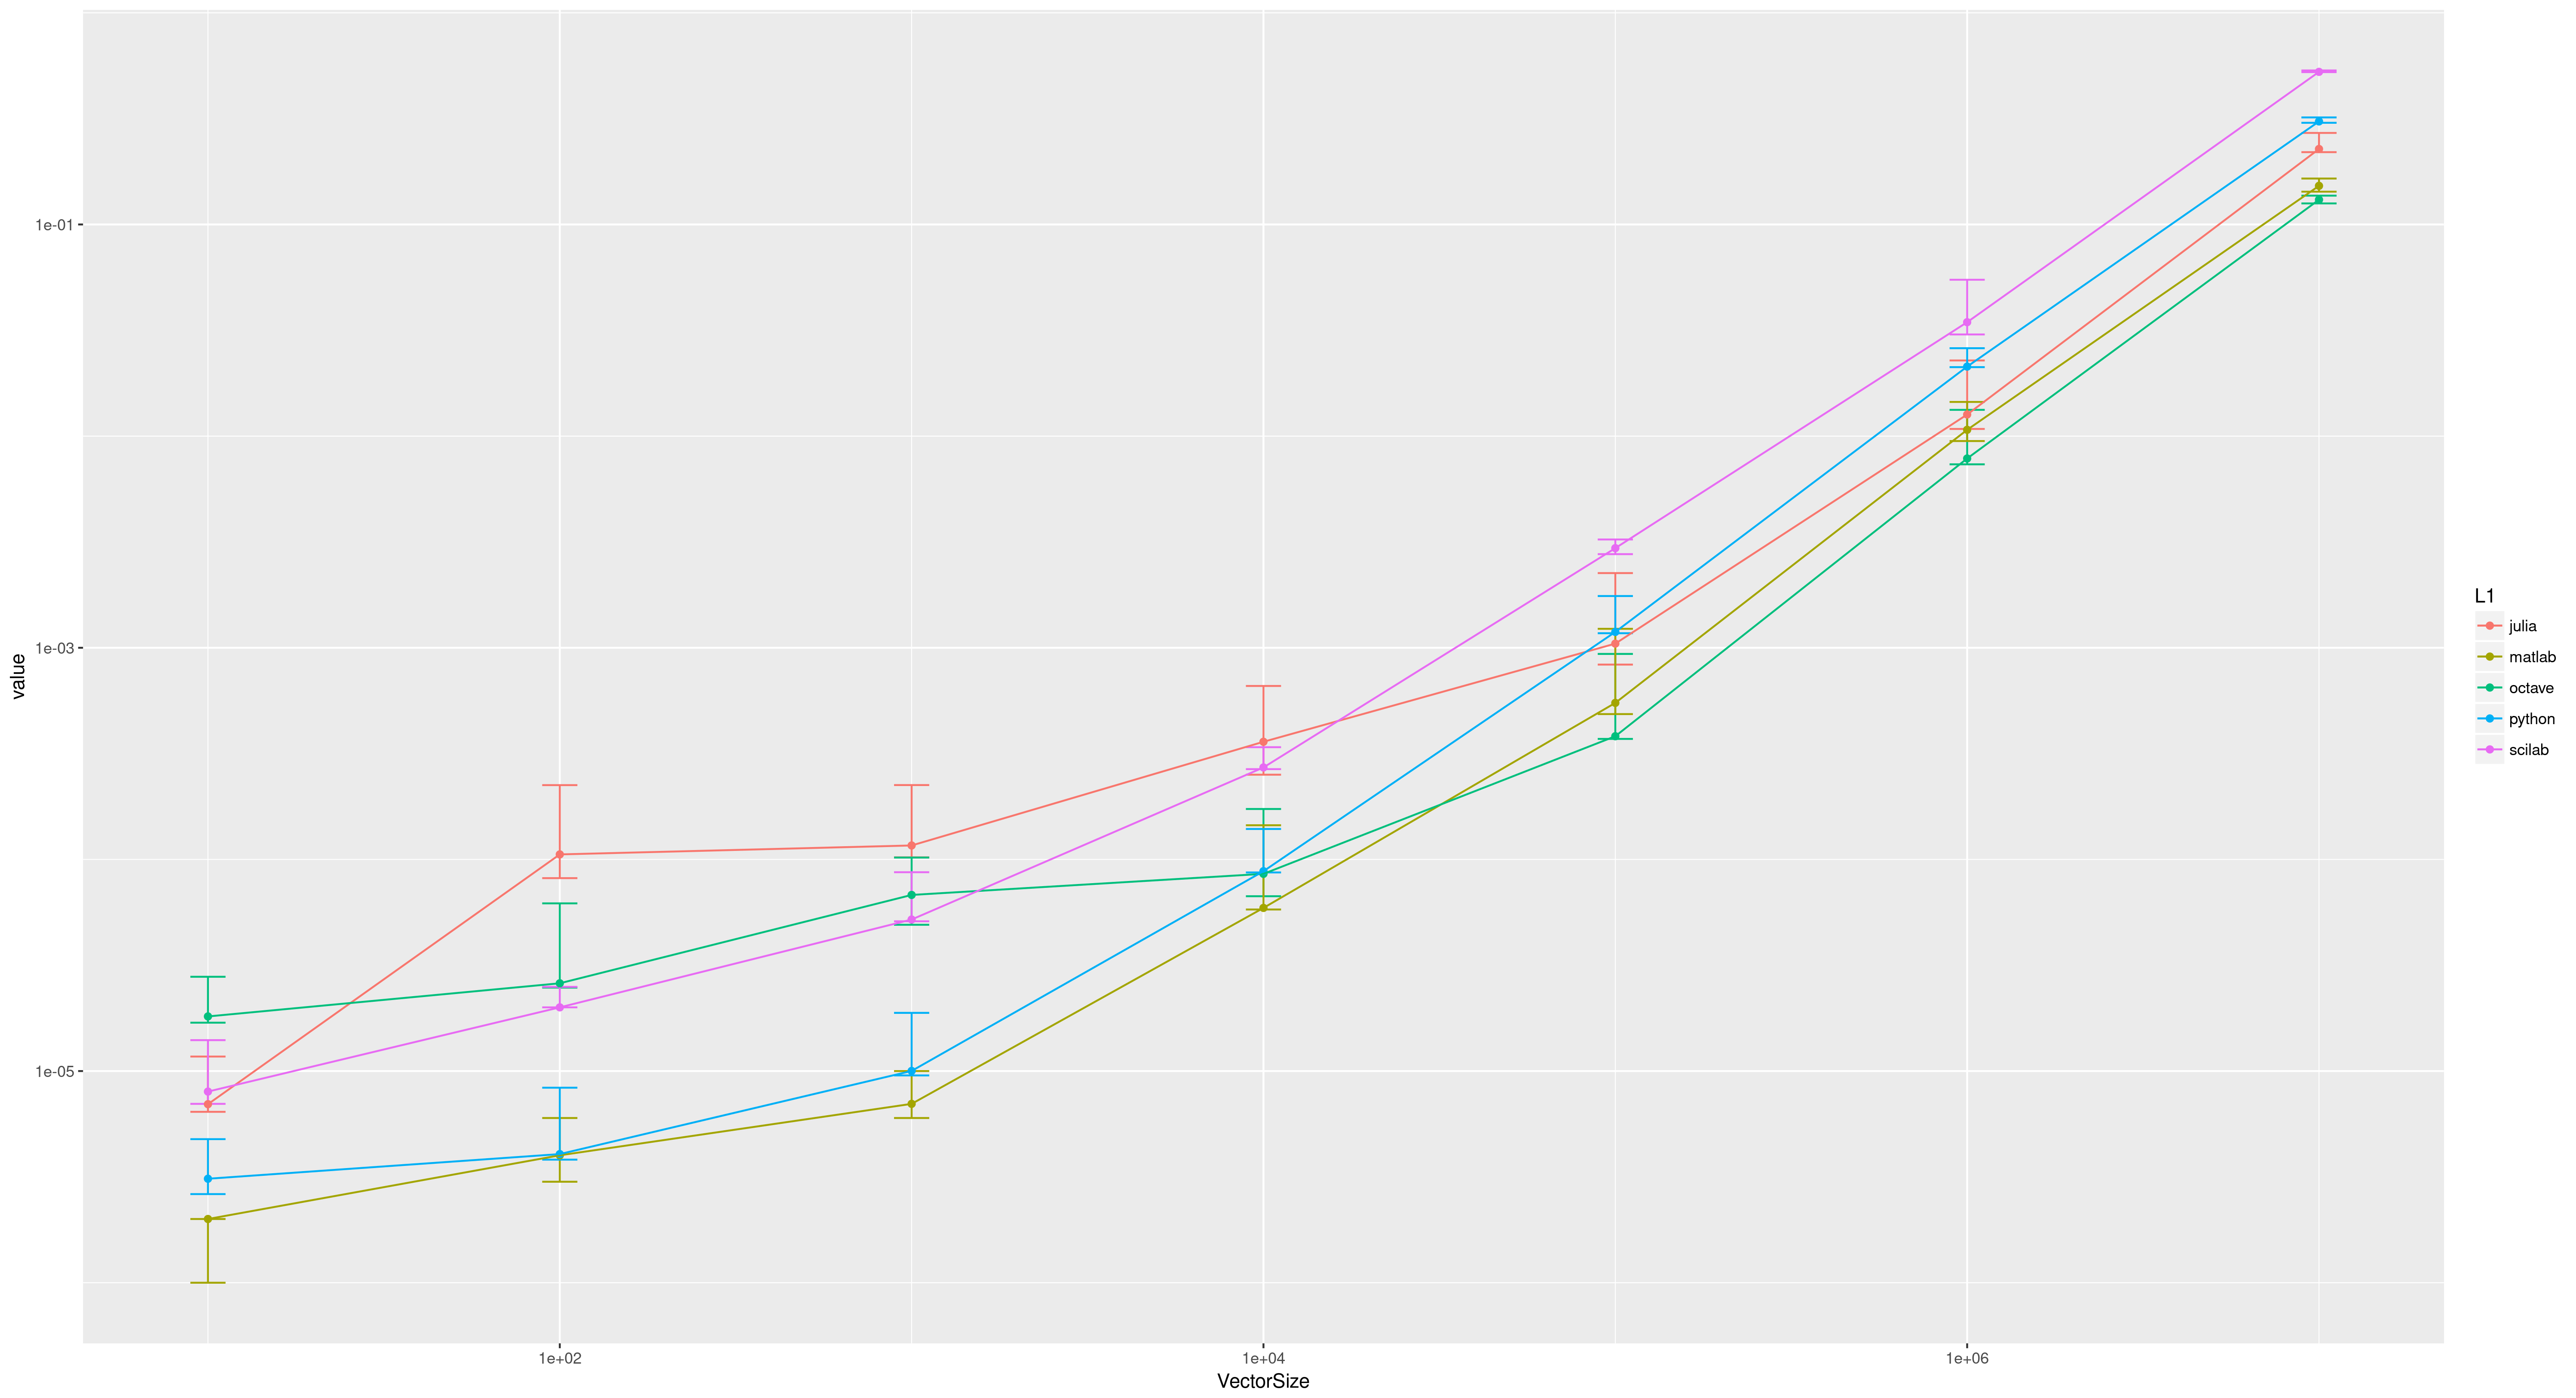 1e-01
1e-03
1e-05
value
1e+02
1e+04
1e+06
VectorSize
L1
julia
matlab
octave
python
scilab